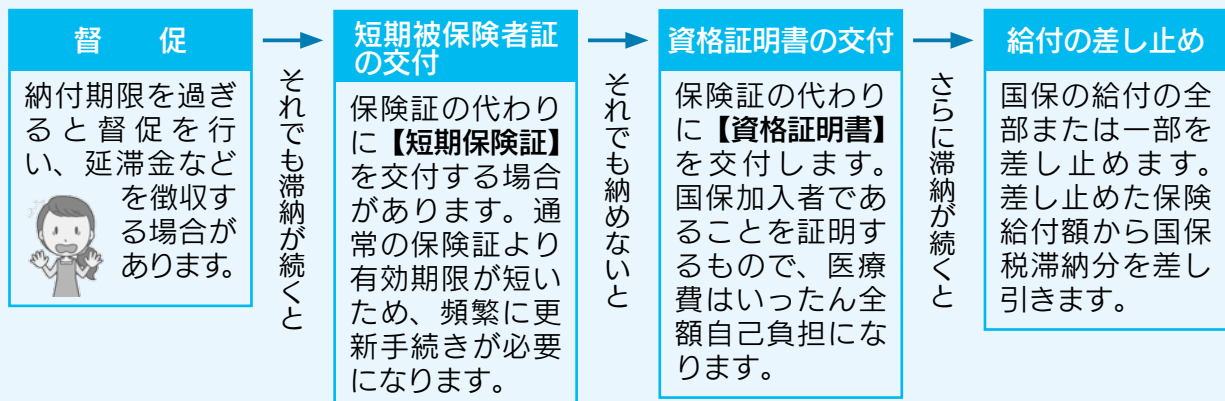 督　促
納付期限を過ぎ
ると督促を行
い、延滞金など
を徴収す
る場合が
あります。
それでも滞納が続くと
短期被保険者証
の交付
保険証の代わり
に【短期保険証】
を交付する場合
があります。通
常の保険証より
有効期限が短い
ため、頻繁に更
新手続きが必要
になります。
それでも納めないと
資格証明書の交付
保険証の代わり
に【資格証明書】
を交付します。
国保加入者であ
ることを証明す
るもので、医療
費はいったん全
額自己負担にな
ります。
さらに滞納が続くと
給付の差し止め
国保の給付の全
部または一部を
差し止めます。
差し止めた保険
給付額から国保
税滞納分を差し
引きます。